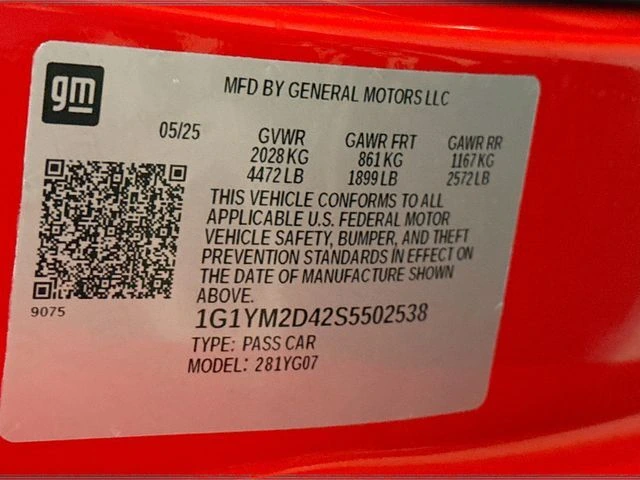 gm
MFD BY GENERAL MOTORS LLC
05/25 GVWR GAWR FRT GAWR RR
2028 KG 861 KG 1167 KG
4472 LB 1899 LB 2572 LB
THIS VEHICLE CONFORMS TO ALL
APPLICABLE U.S. FEDERAL MOTOR
VEHICLE SAFETY, BUMPER, AND THEFT
PREVENTION STANDARDS IN EFFECT ON
THE DATE OF MANUFACTURE SHOWN
ABOVE.
9075
1G1YM2D42S5502538
TYPE: PASS CAR
MODEL: 281YG07